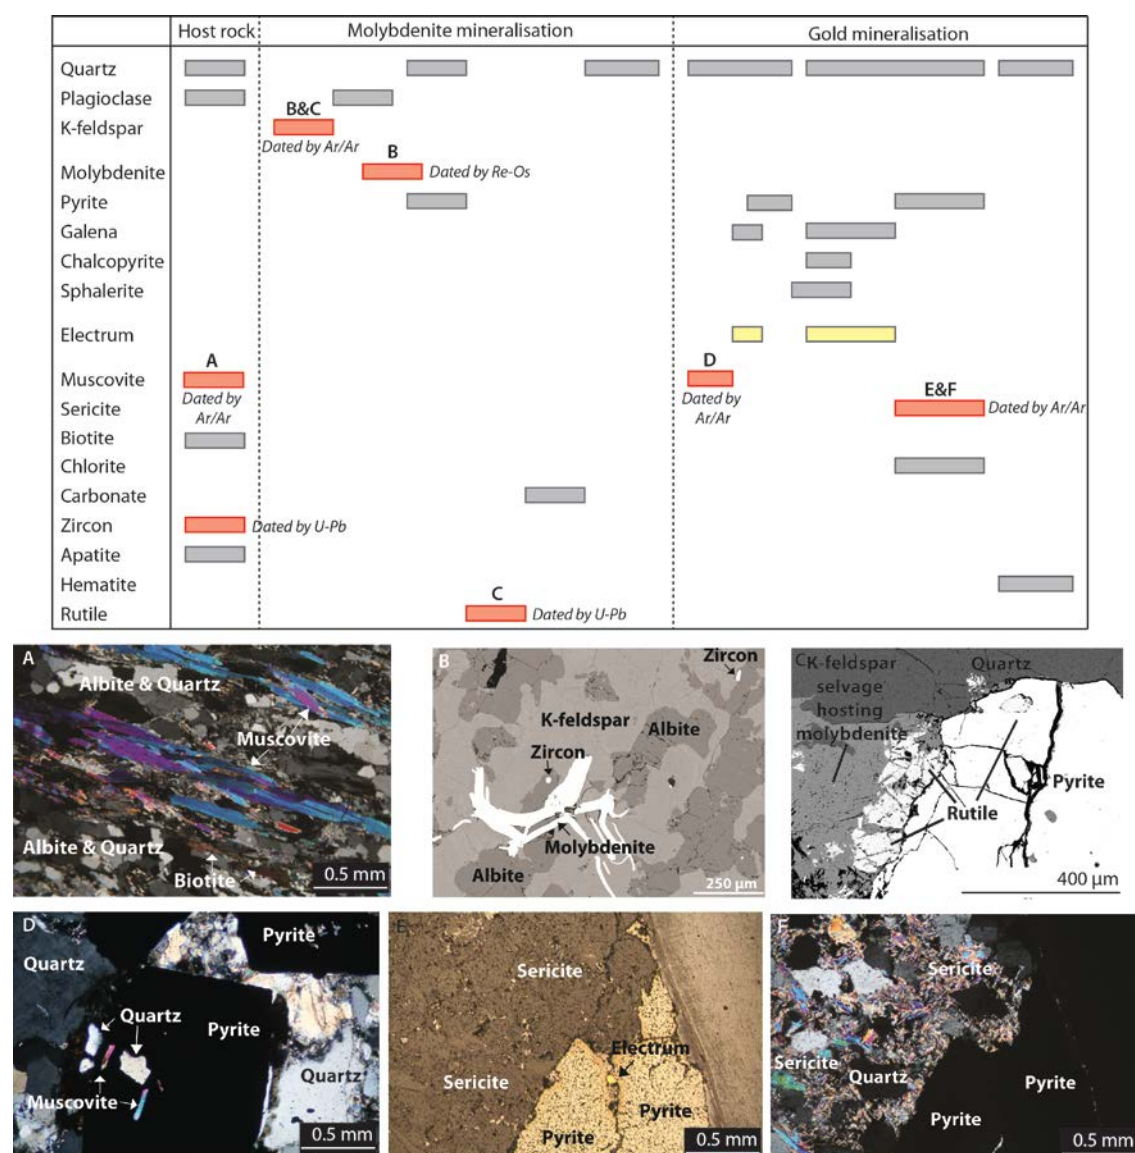 Host rock Molybdenite mineralisation Gold mineralisation
Quartz
Plagioclase
B&C
K-feldspar
Dated by Ar/Ar
B
Molybdenite
Dated by Re-Os
Pyrite
Galena
Chalcopyrite
Sphalerite
Electrum
A
D
Muscovite
Dated by
Ar/Ar
Dated by
Ar/Ar
E&F
Sericite
Dated by Ar/Ar
Biotite
Chlorite
Carbonate
Zircon
Dated by U-Pb
Apatite
Hematite
C
Rutile
Dated by U-Pb
A
Albite & Quartz
Muscovite
Albite & Quartz
Biotite
0.5 mm
B
Zircon
K-feldspar
Albite
Zircon
Molybdenite
Albite
250 µm
C
K-feldspar
selvage
hosting
molybdenite
Quartz
Pyrite
Rutile
400 µm
D
Pyrite
Quartz
Quartz
Pyrite
Quartz
Muscovite
0.5 mm
E
Sericite
Electrum
Sericite
Pyrite
Pyrite
0.5 mm
F
Sericite
Sericite
Quartz
Pyrite
Pyrite
0.5 mm